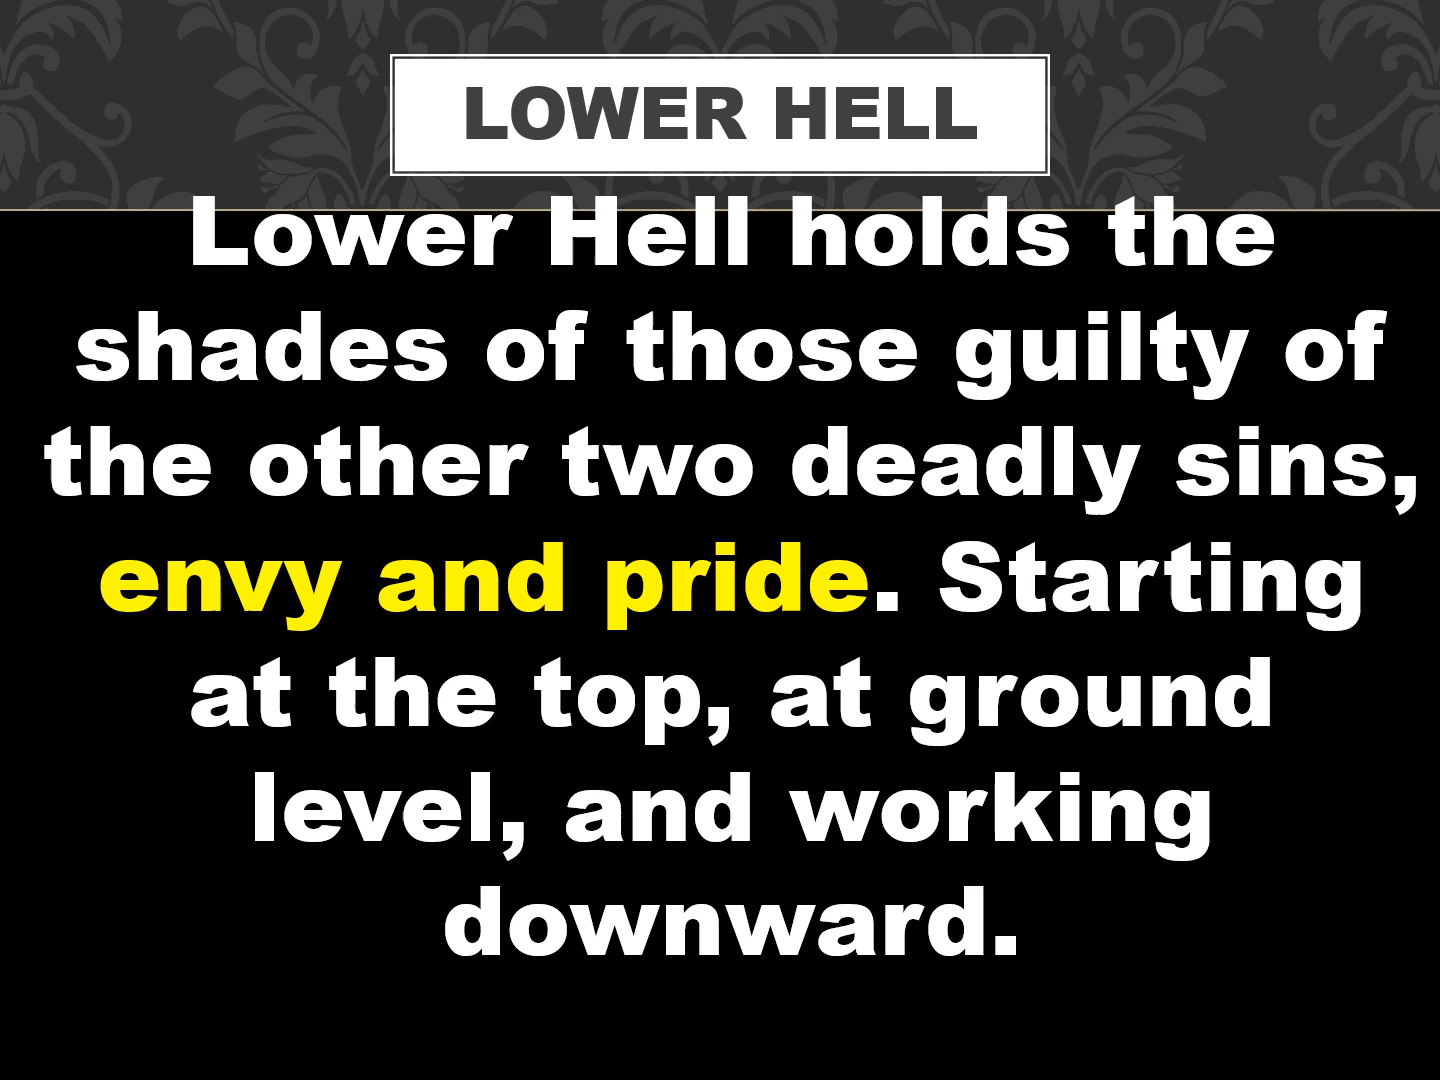 LOWER HELL
Lower Hell holds the
shades of those guilty of
the other two deadly sins,
envy and pride. Starting
at the top, at ground
level, and working
downward.